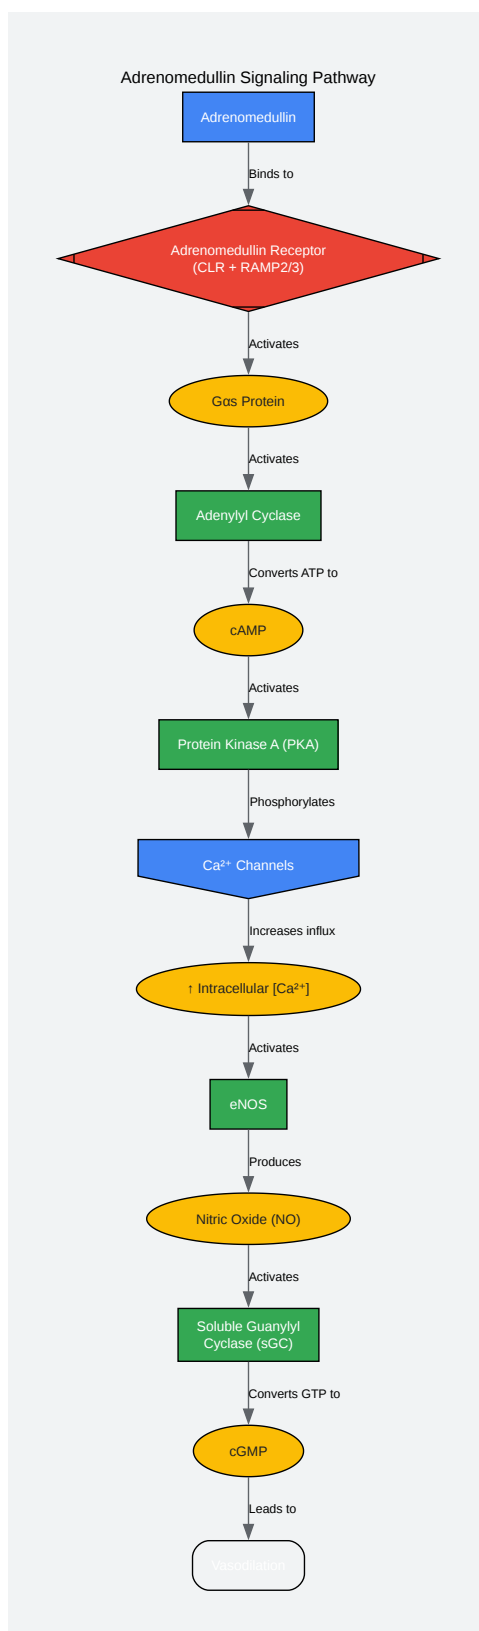 Adrenomedullin Signaling Pathway
Adrenomedullin
Binds to
Adrenomedullin Receptor
(CLR + RAMP2/3)
Activates
Gαs Protein
Activates
Adenylyl Cyclase
Converts ATP to
cAMP
Activates
Protein Kinase A (PKA)
Phosphorylates
Ca²⁺ Channels
Increases influx
↑ Intracellular [Ca²⁺]
Activates
eNOS
Produces
Nitric Oxide (NO)
Activates
Soluble Guanylyl
Cyclase (sGC)
Converts GTP to
cGMP
Leads to
Vasodilation